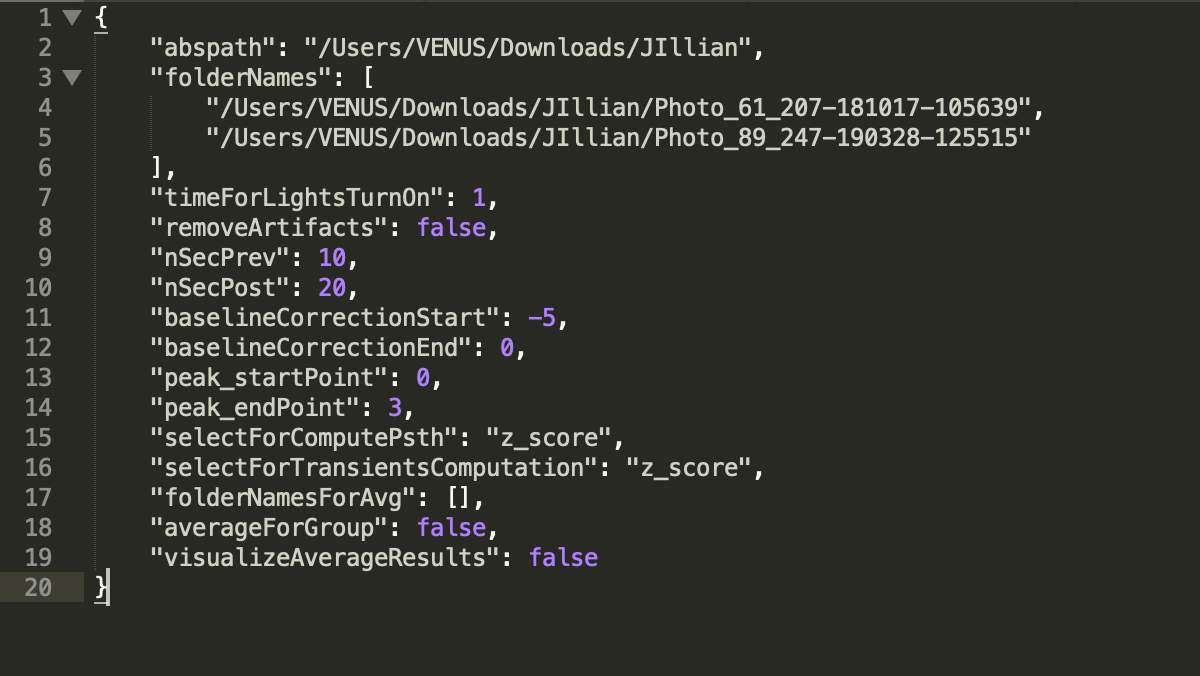 1 {
2 "abspath": "/Users/VENUS/Downloads/JIllian",
3 "folderNames": [
4 "/Users/VENUS/Downloads/JIllian/Photo_61_207-181017-105639",
5 "/Users/VENUS/Downloads/JIllian/Photo_89_247-190328-125515"
6 ],
7 "timeForLightsTurnOn": 1,
8 "removeArtifacts": false,
9 "nSecPrev": 10,
10 "nSecPost": 20,
11 "baselineCorrectionStart": -5,
12 "baselineCorrectionEnd": 0,
13 "peak_startPoint": 0,
14 "peak_endPoint": 3,
15 "selectForComputePsth": "z_score",
16 "selectForTransientsComputation": "z_score",
17 "folderNamesForAvg": [],
18 "averageForGroup": false,
19 "visualizeAverageResults": false
20 }